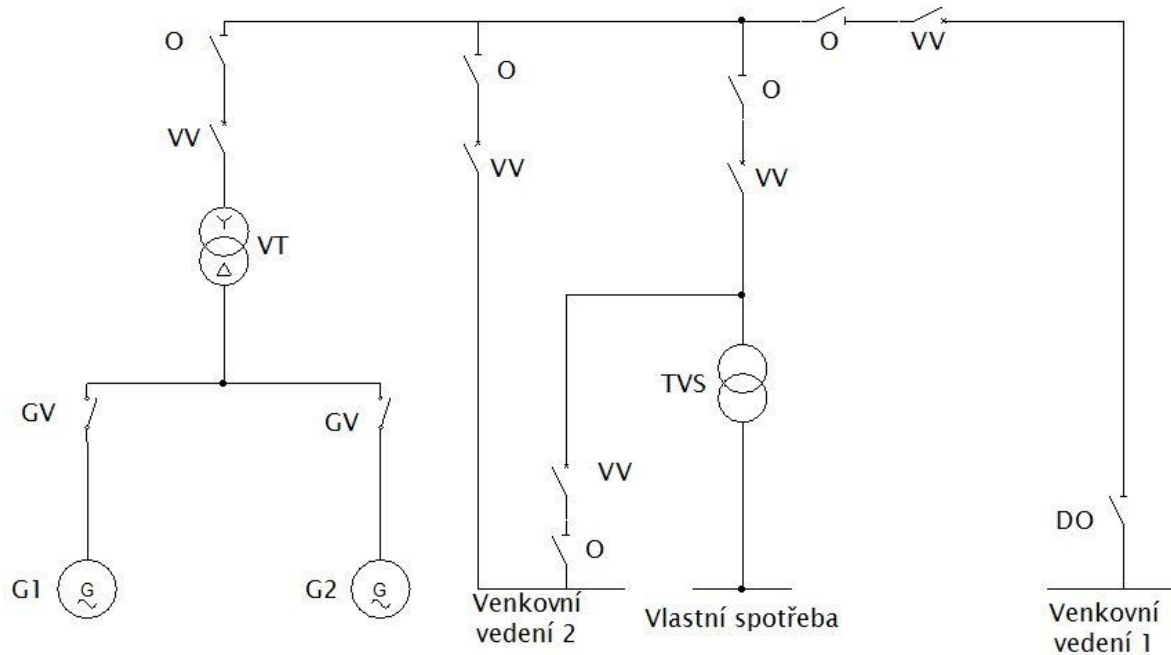 O
O
VV
O
O
VV
VV
VV
VT
TVS
GV
GV
VV
DO
O
G1
G
G2
G
Venkovní
vedení 2
Vlastní spotřeba
Venkovní
vedení 1